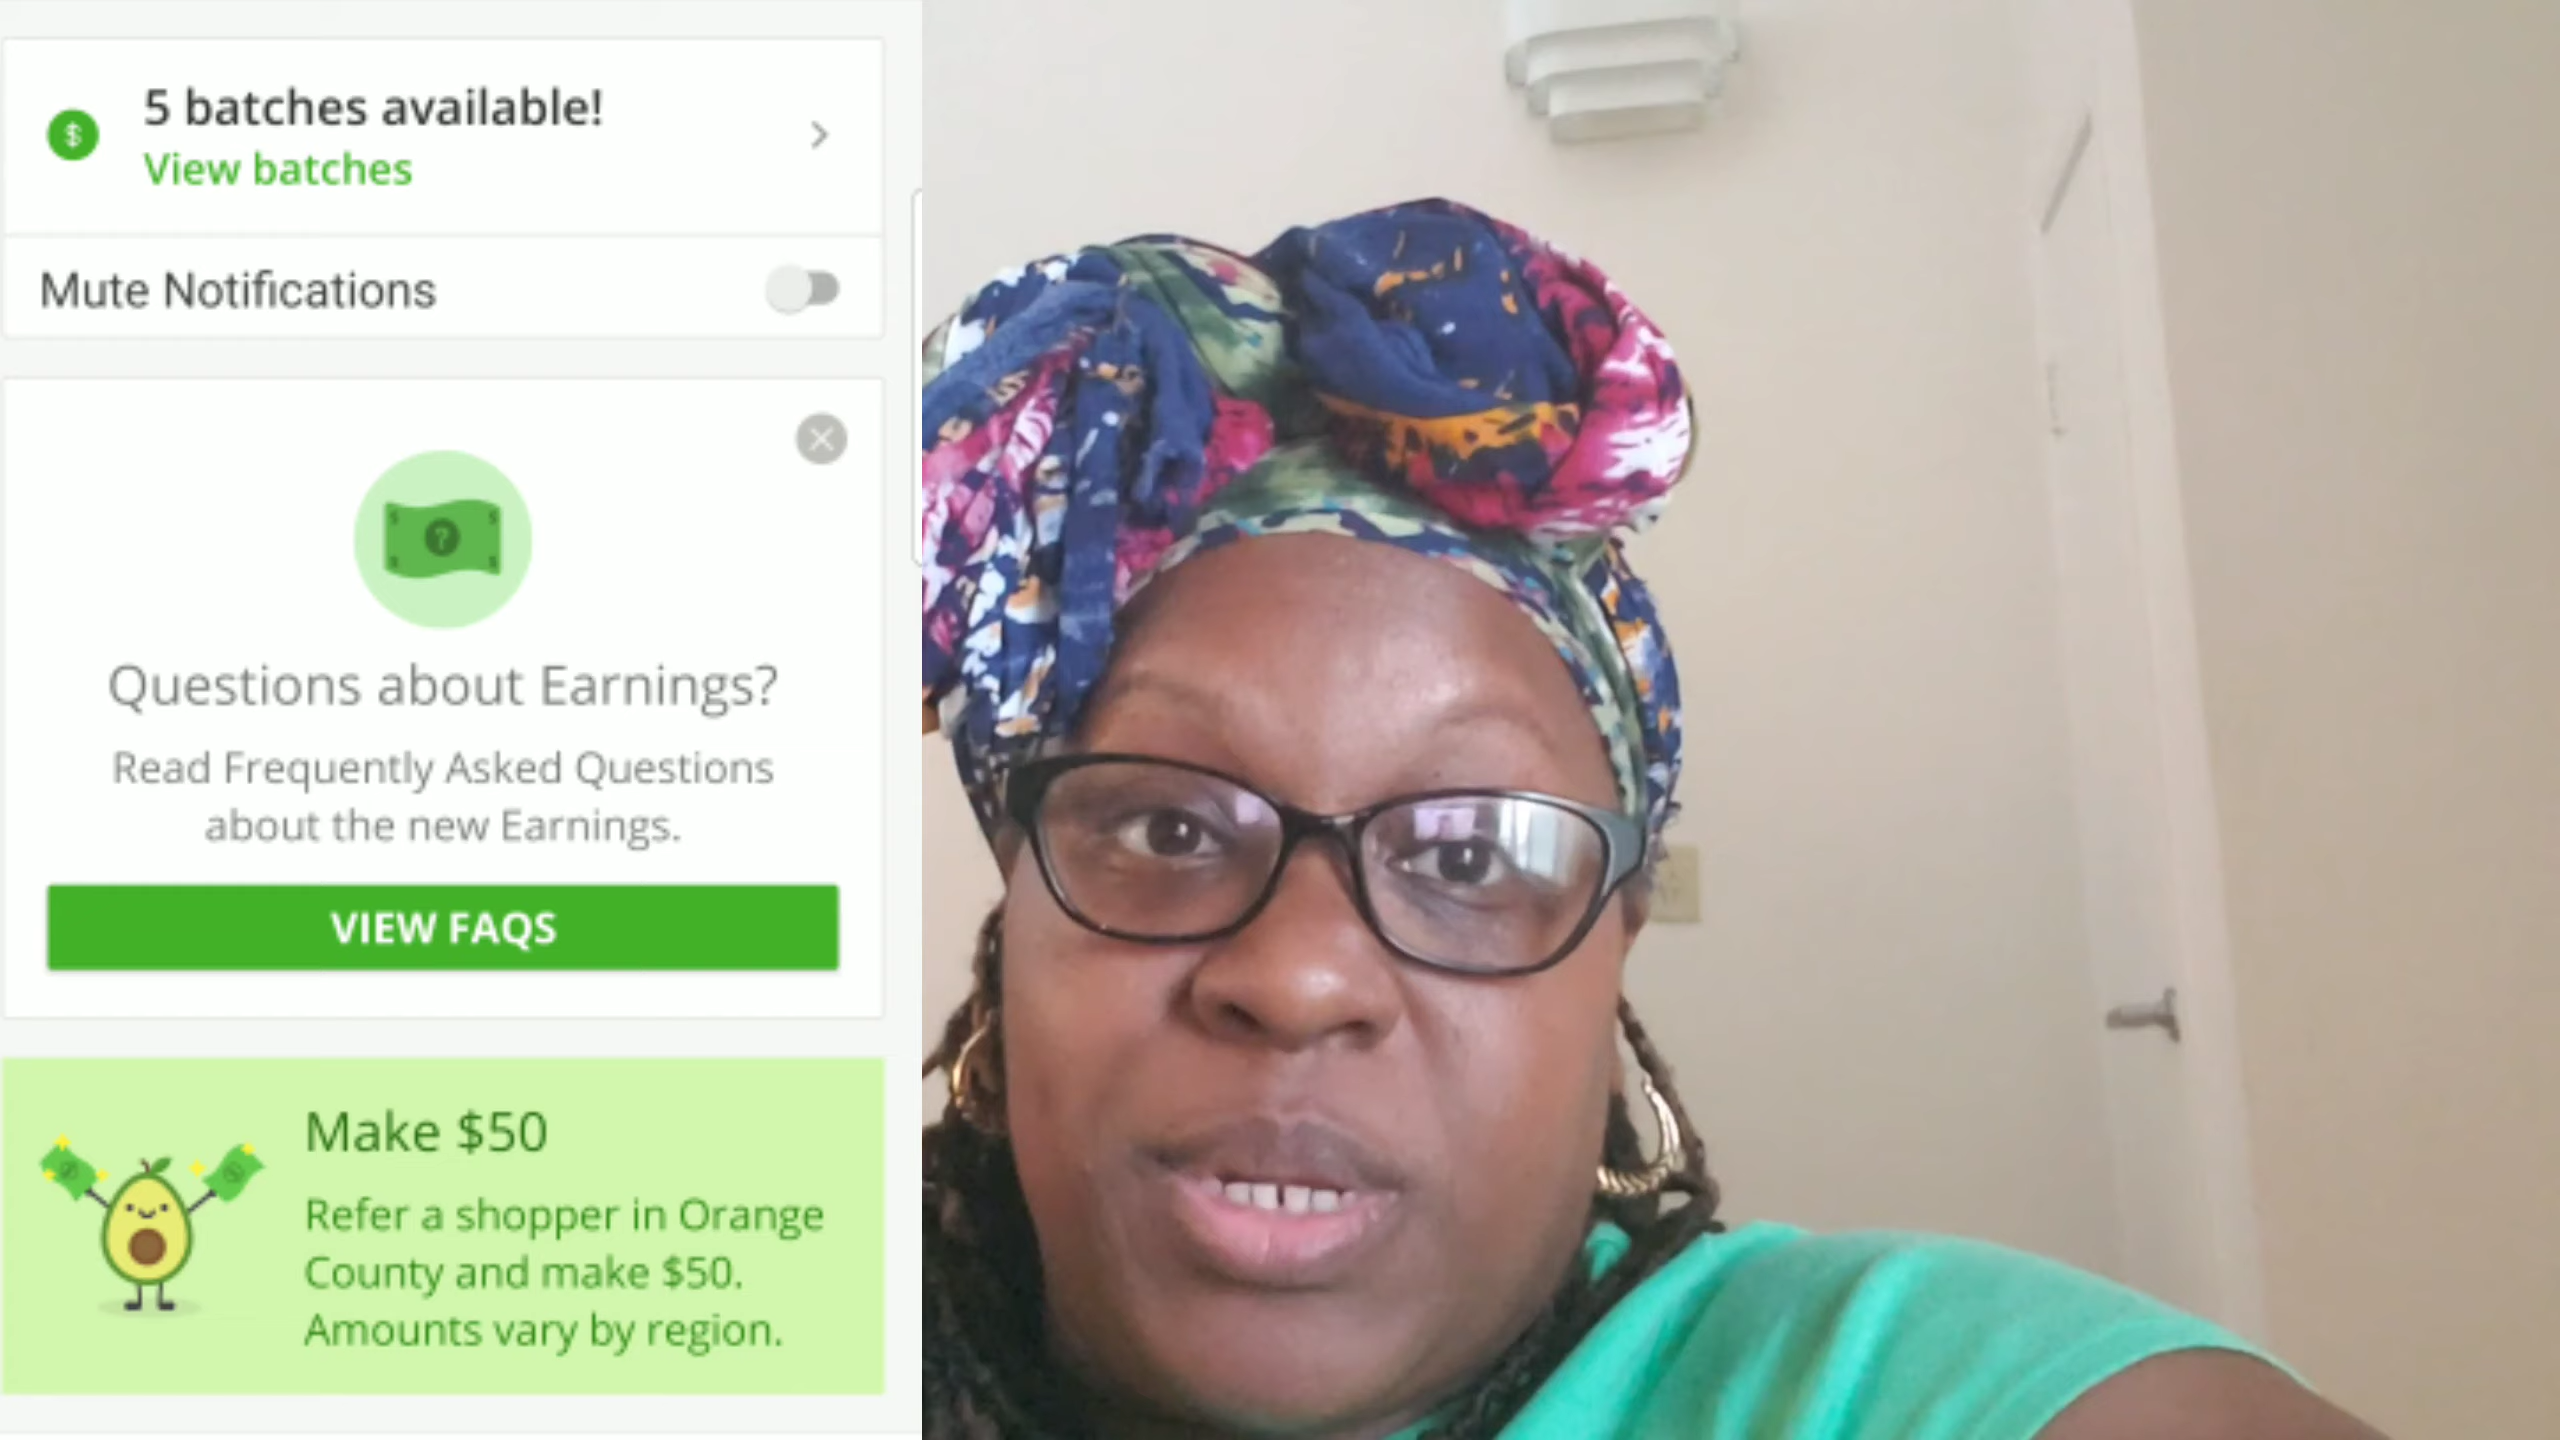 5 batches available!
View batches
Mute Notifications
Questions about Earnings?
Read Frequently Asked Questions
about the new Earnings.
VIEW FAQS
Make $50
Refer a shopper in Orange
County and make $50.
Amounts vary by region.